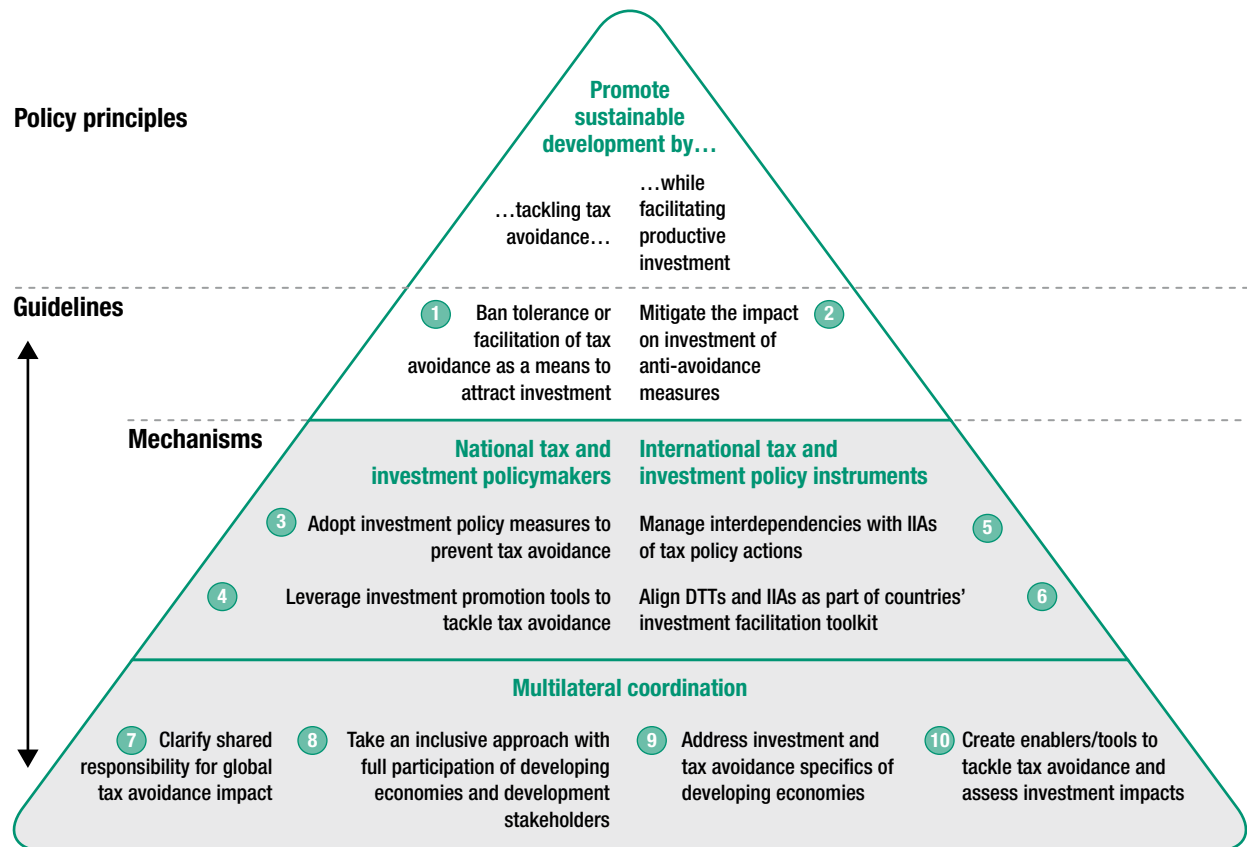 Policy principles
Promote
sustainable
development by…
…tackling tax
avoidance…
…while
facilitating
productive
investment
Guidelines
1
Ban tolerance or
facilitation of tax
avoidance as a means to
attract investment
Mitigate the impact
on investment of
anti-avoidance
measures
2
Mechanisms
National tax and
investment policymakers
International tax and
investment policy instruments
3
Adopt investment policy measures to
prevent tax avoidance
Manage interdependencies with IIAs
of tax policy actions
5
4
Leverage investment promotion tools to
tackle tax avoidance
Align DTTs and IIAs as part of countries’
investment facilitation toolkit
6
Multilateral coordination
7
Clarify shared
responsibility for global
tax avoidance impact
8
Take an inclusive approach with
full participation of developing
economies and development
stakeholders
9
Address investment and
tax avoidance specifics of
developing economies
10
Create enablers/tools to
tackle tax avoidance and
assess investment impacts